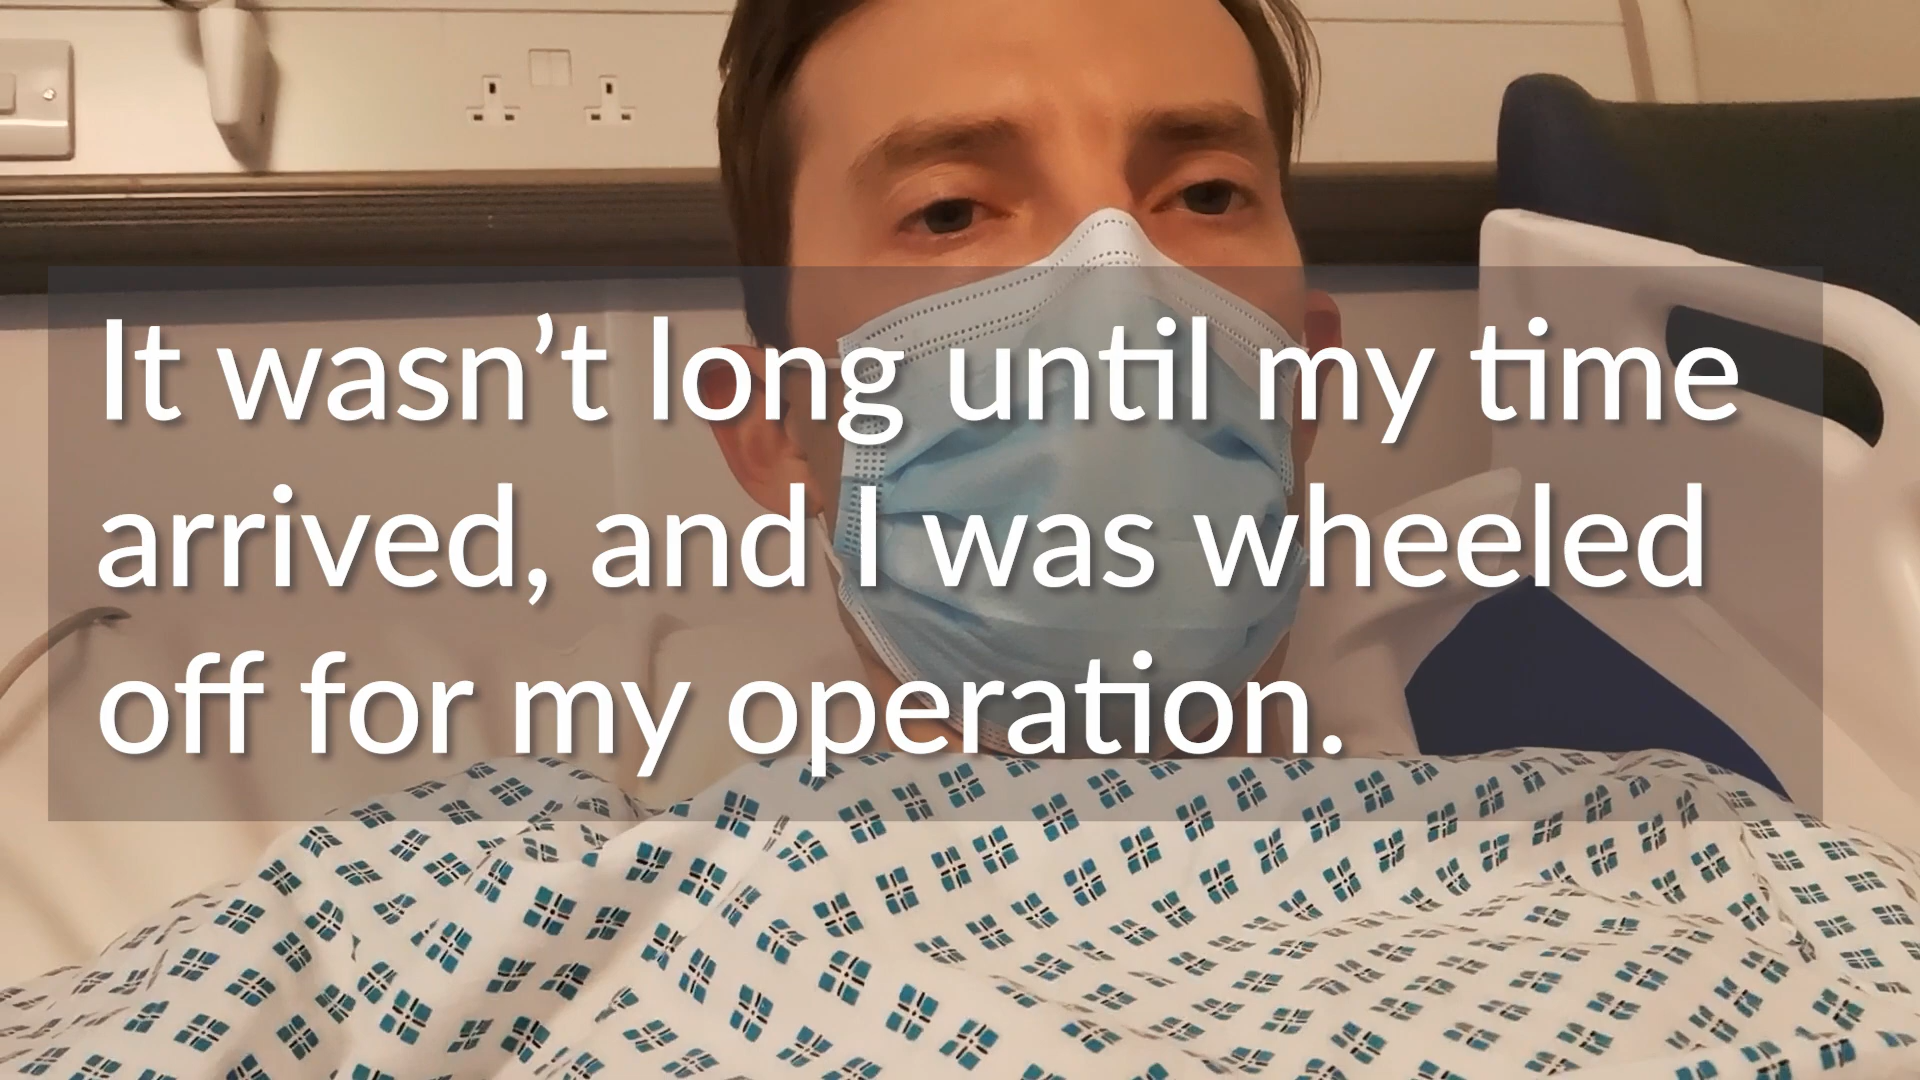 It wasn’t long until my time
arrived, and I was wheeled
off for my operation.